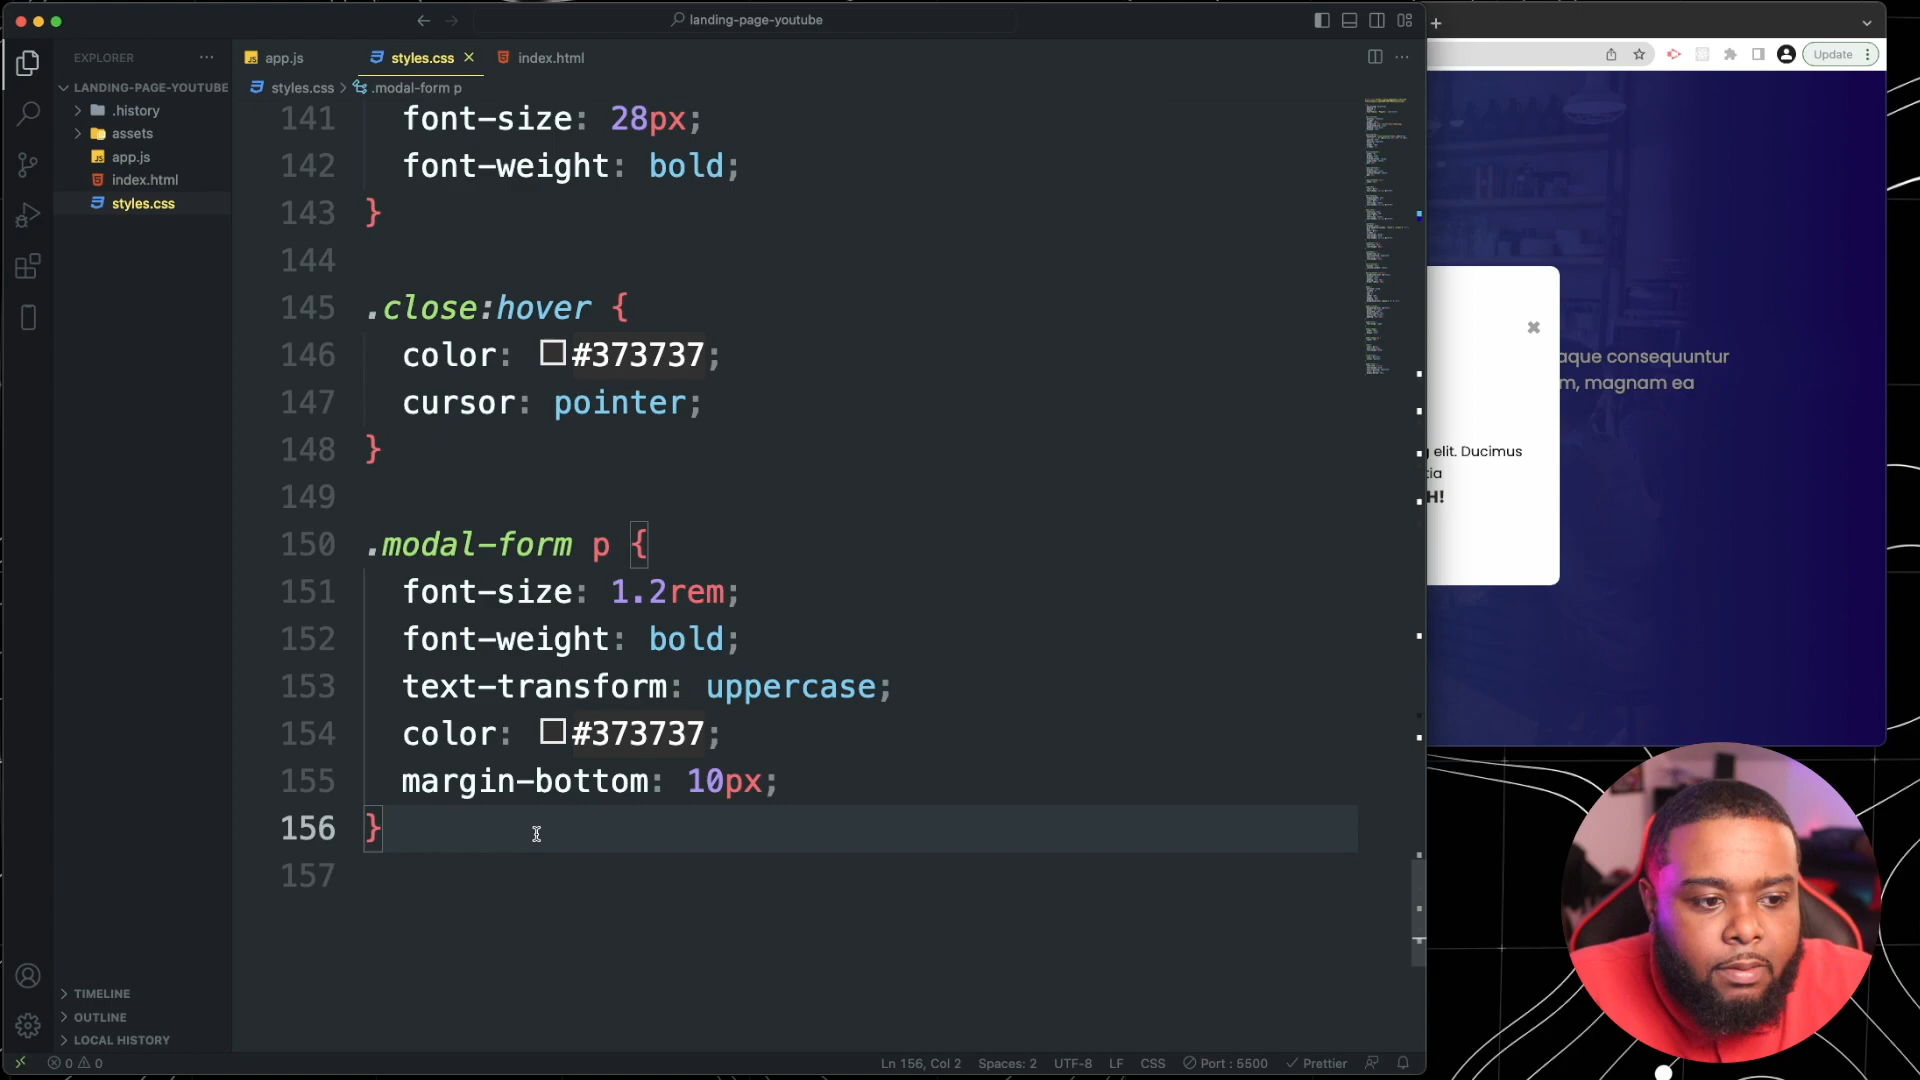 landing-page-youtube
EXPLORER
LANDING-PAGE-YOUTUBE
.history
assets
app.js
index.html
styles.css
TIMELINE
OUTLINE
LOCAL HISTORY
app.js
styles.css
index.html
styles.css > .modal-form p
141 font-size: 28px;
142 font-weight: bold;
143 }
144
145 .close:hover {
146 color: #373737;
147 cursor: pointer;
148 }
149
150 .modal-form p {
151 font-size: 1.2rem;
152 font-weight: bold;
153 text-transform: uppercase;
154 color: #373737;
155 margin-bottom: 10px;
156 }
157
0 0
Ln 156, Col 2
Spaces: 2
UTF-8
LF
CSS
Port : 5500
Prettier
Update
aque consequuntur
m, magnam ea
elit. Ducimus
tia
H!